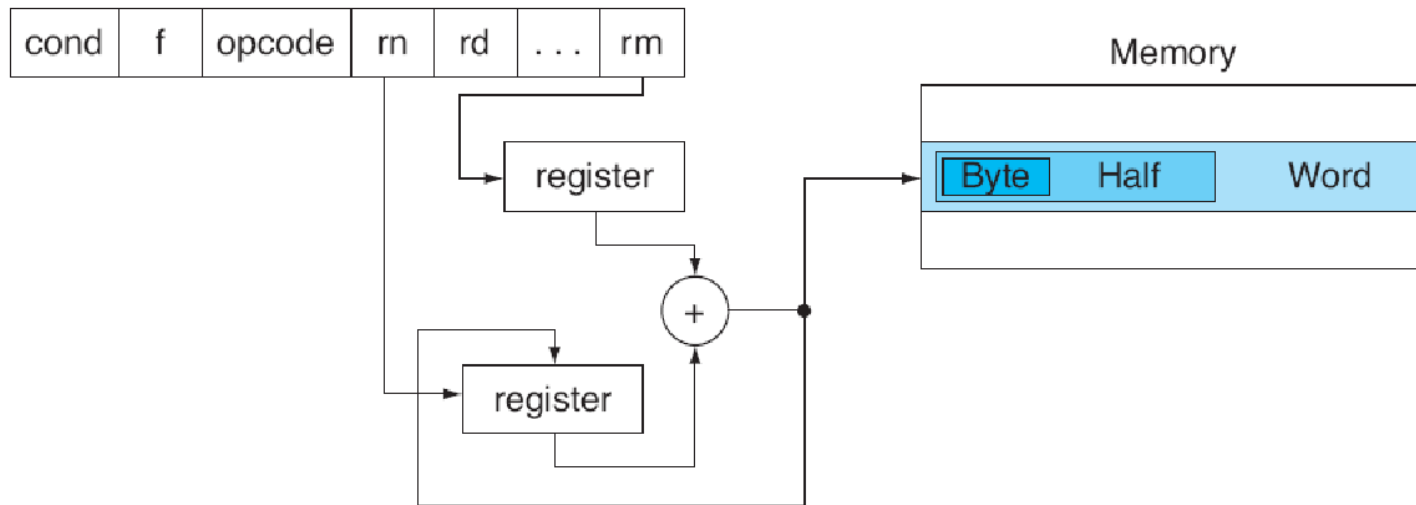 cond f opcode rn rd . . . rm
Memory
register
Byte Half Word
+
register